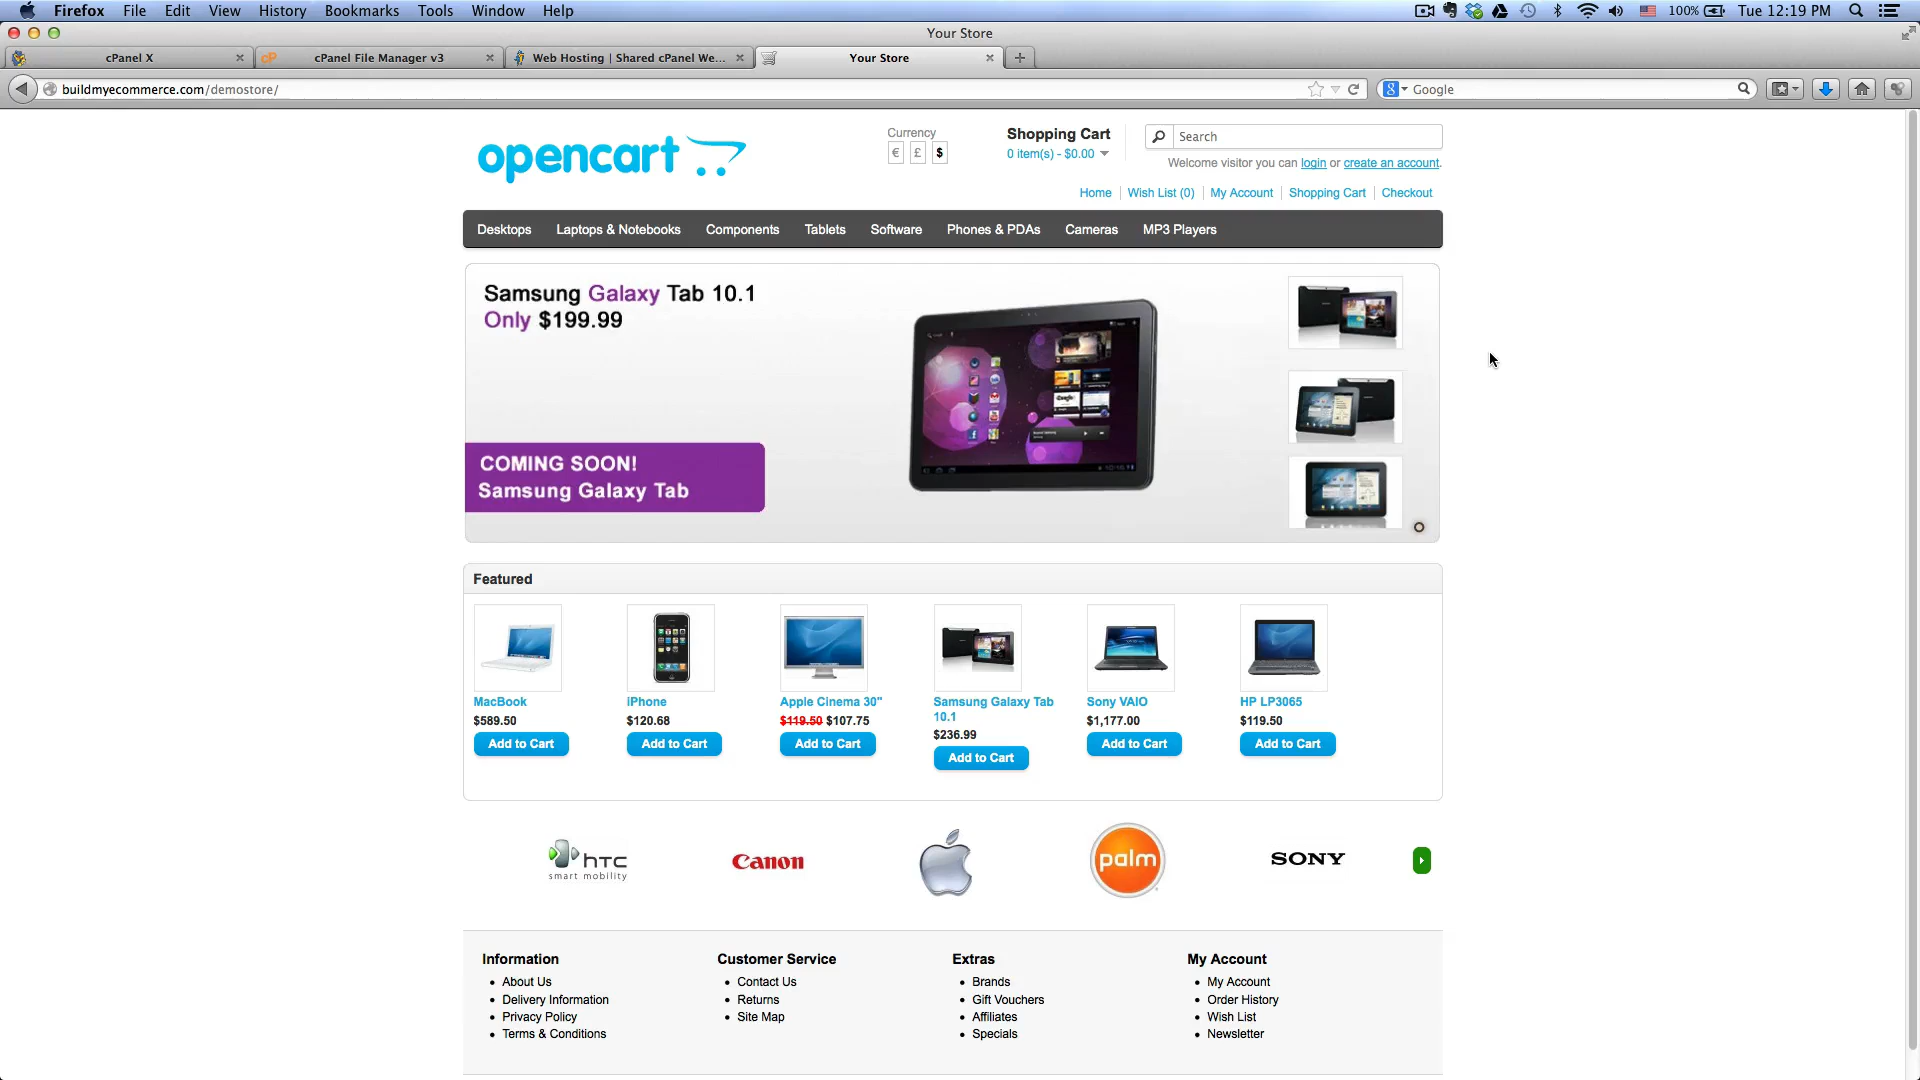 Firefox File Edit View History Bookmarks Tools Window Help 100% Tue 12:19 PM
Your Store
cPanel X
cPanel File Manager v3
Web Hosting | Shared cPanel We...
Your Store
buildmyecommerce.com/demostore/
Google
opencart
Currency
€ £ $
Shopping Cart
0 item(s) - $0.00
Search
Welcome visitor you can login or create an account.
Home Wish List (0) My Account Shopping Cart Checkout
Desktops Laptops & Notebooks Components Tablets Software Phones & PDAs Cameras MP3 Players
Samsung Galaxy Tab 10.1
Only $199.99
COMING SOON!
Samsung Galaxy Tab
Featured
MacBook
$589.50
Add to Cart
iPhone
$120.68
Add to Cart
Apple Cinema 30"
$119.50 $107.75
Add to Cart
Samsung Galaxy Tab
10.1
$236.99
Add to Cart
Sony VAIO
$1,177.00
Add to Cart
HP LP3065
$119.50
Add to Cart
hTC
smart mobility
Canon
palm
SONY
Information
About Us
Delivery Information
Privacy Policy
Terms & Conditions
Customer Service
Contact Us
Returns
Site Map
Extras
Brands
Gift Vouchers
Affiliates
Specials
My Account
My Account
Order History
Wish List
Newsletter